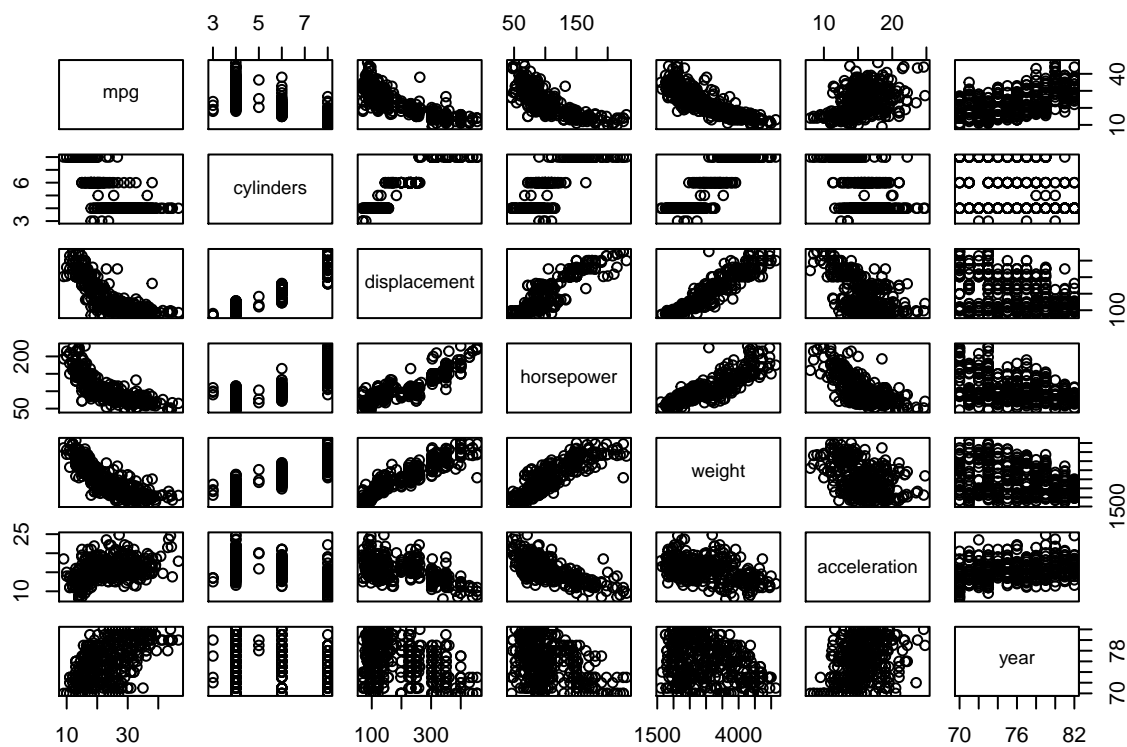 3 5 7 50 150 10 20
mpg
10 40
3 6
cylinders
displacement
100
50 200
horsepower
weight
1500
10 25
acceleration
year
70 78
10 30 100 300 1500 4000 70 76 82